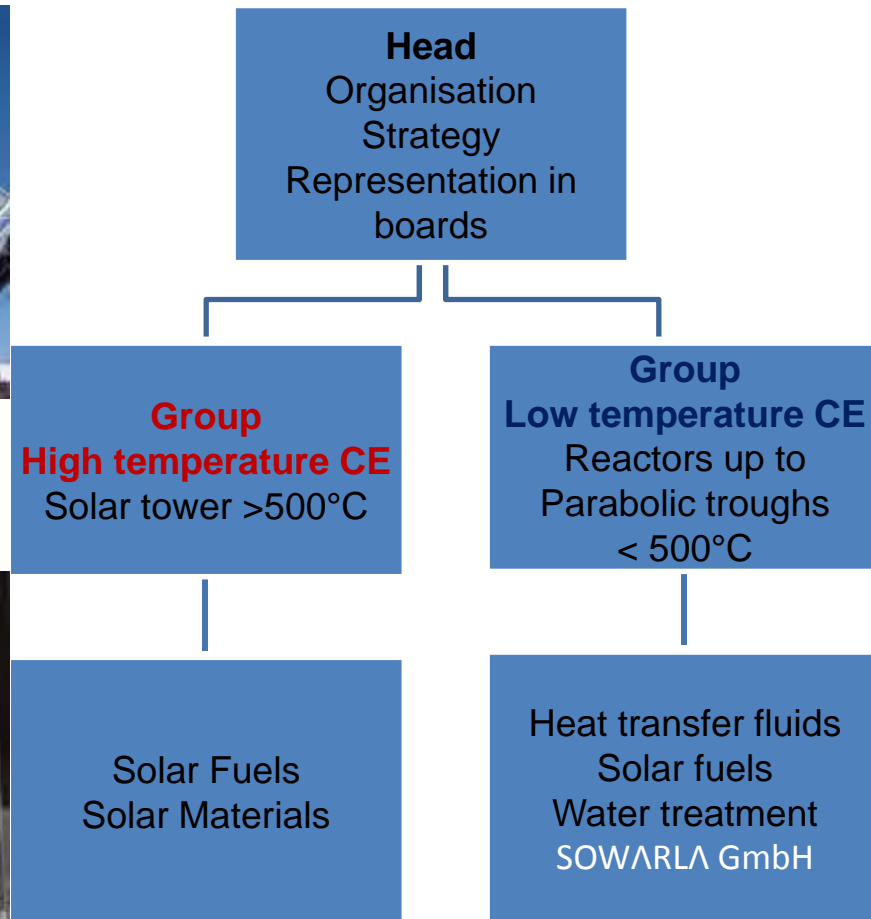 Head
Organisation
Strategy
Representation in
boards
Group
High temperature CE
Solar tower >500°C
Group
Low temperature CE
Reactors up to
Parabolic troughs
< 500°C
Solar Fuels
Solar Materials
Heat transfer fluids
Solar fuels
Water treatment
SOWΛRLΛ GmbH